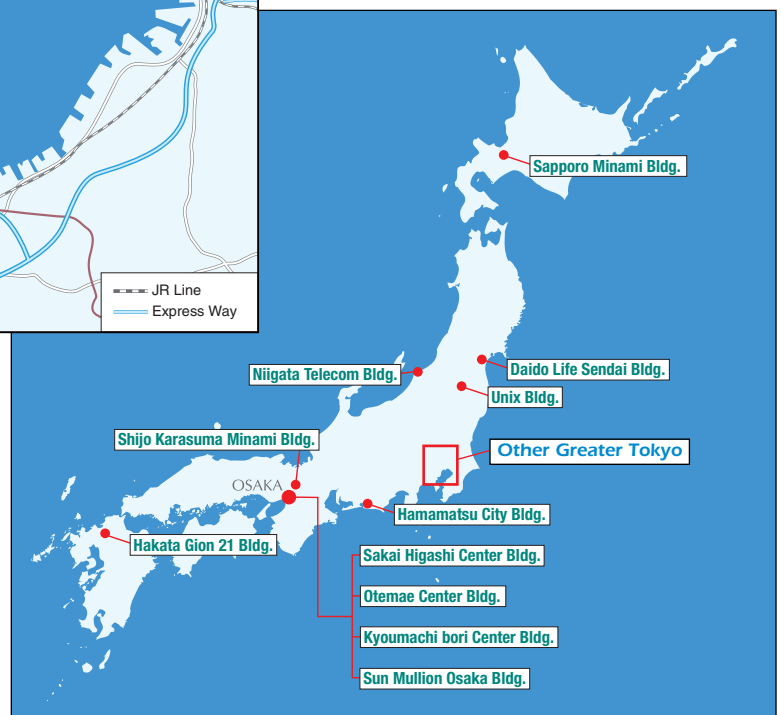 Sapporo Minami Bldg.
JR Line
Express Way
Niigata Telecom Bldg.
Daido Life Sendai Bldg.
Unix Bldg.
Shijo Karasuma Minami Bldg.
Other Greater Tokyo
OSAKA
Hamamatsu City Bldg.
Hakata Gion 21 Bldg.
Sakai Higashi Center Bldg.
Otemae Center Bldg.
Kyoumachi bori Center Bldg.
Sun Mullion Osaka Bldg.